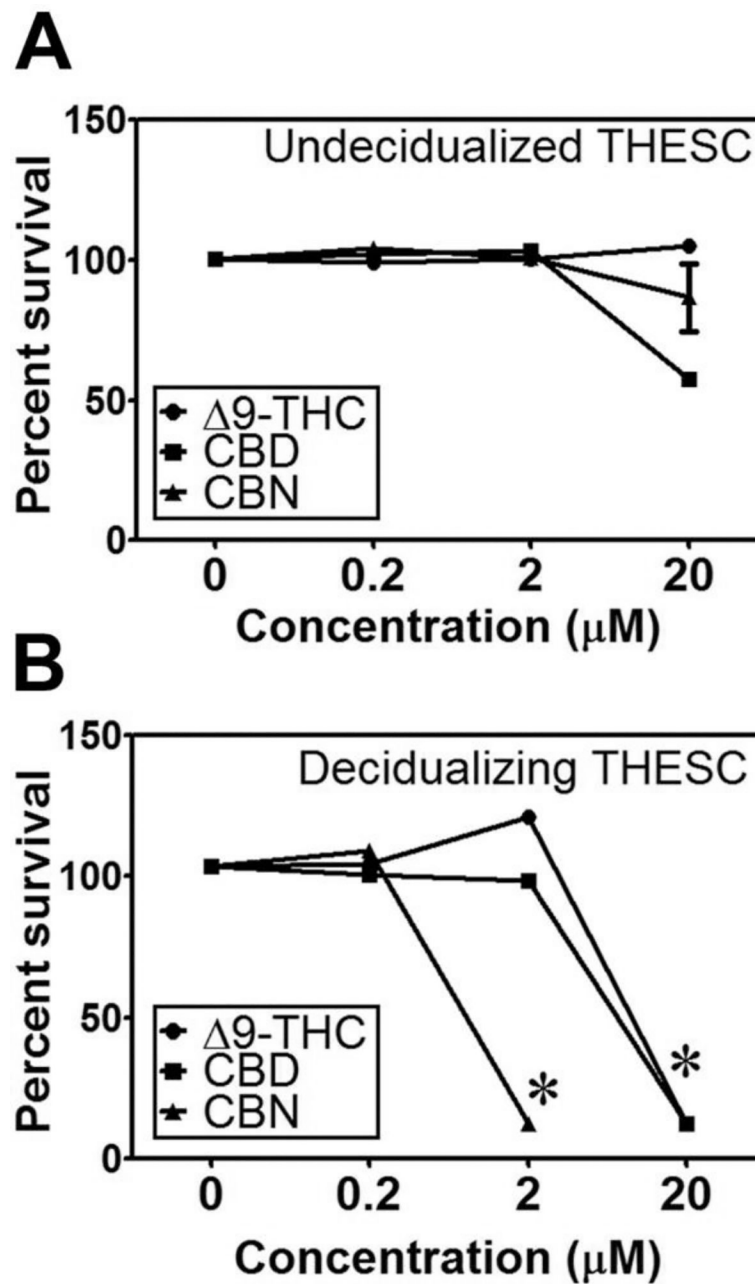 A
Undecidualized THESC
Percent survival
150
100
50
0
Δ9-THC
CBD
CBN
0 0.2 2 20
Concentration (μM)
B
Decidualizing THESC
Percent survival
150
100
50
0
Δ9-THC
CBD
CBN
*
*
0 0.2 2 20
Concentration (μM)